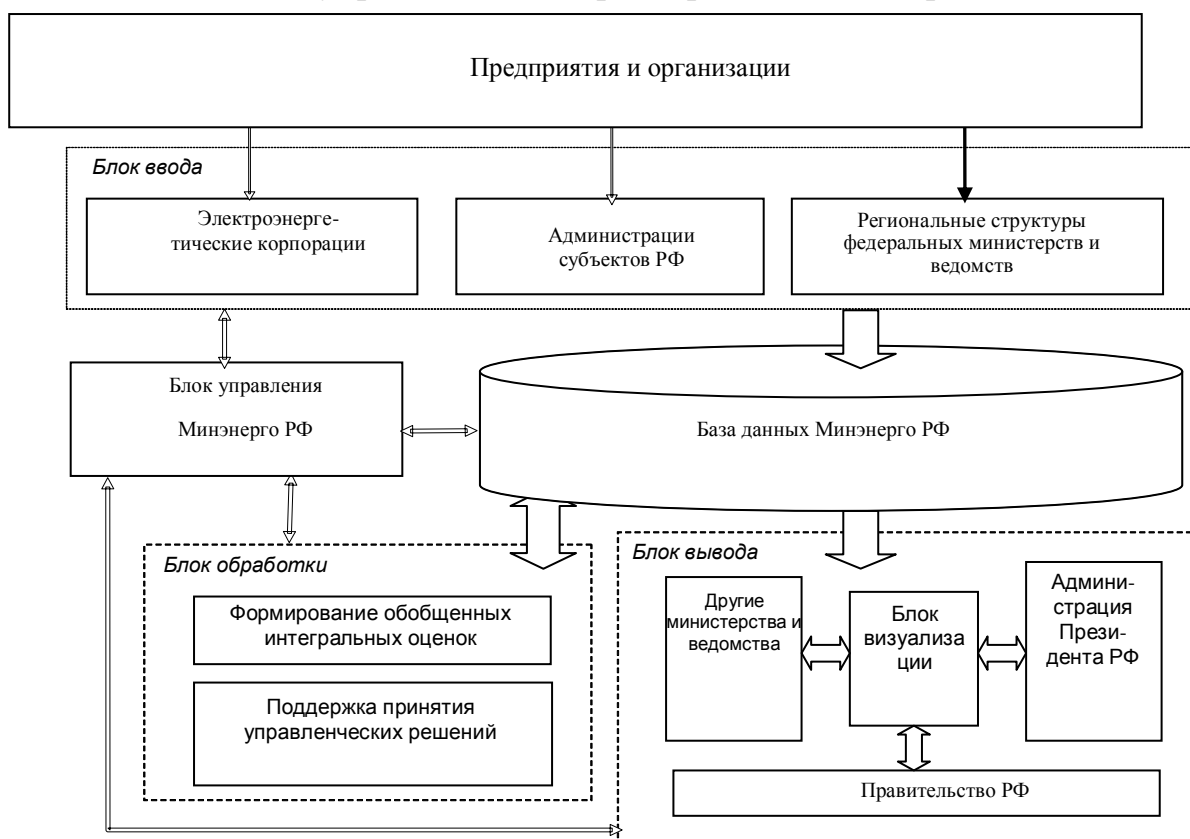 Предприятия и организации
Блок ввода
Электроэнерге-
тические корпорации
Администрации
субъектов РФ
Региональные структуры
федеральных министерств и
ведомств
Блок управления
Минэнерго РФ
База данных Минэнерго РФ
Блок обработки
Формирование обобщенных
интегральных оценок
Поддержка принятия
управленческих решений
Блок вывода
Другие
министерства и
ведомства
Блок
визуализа
ции
Админи-
страция
Прези-
дента РФ
Правительство РФ